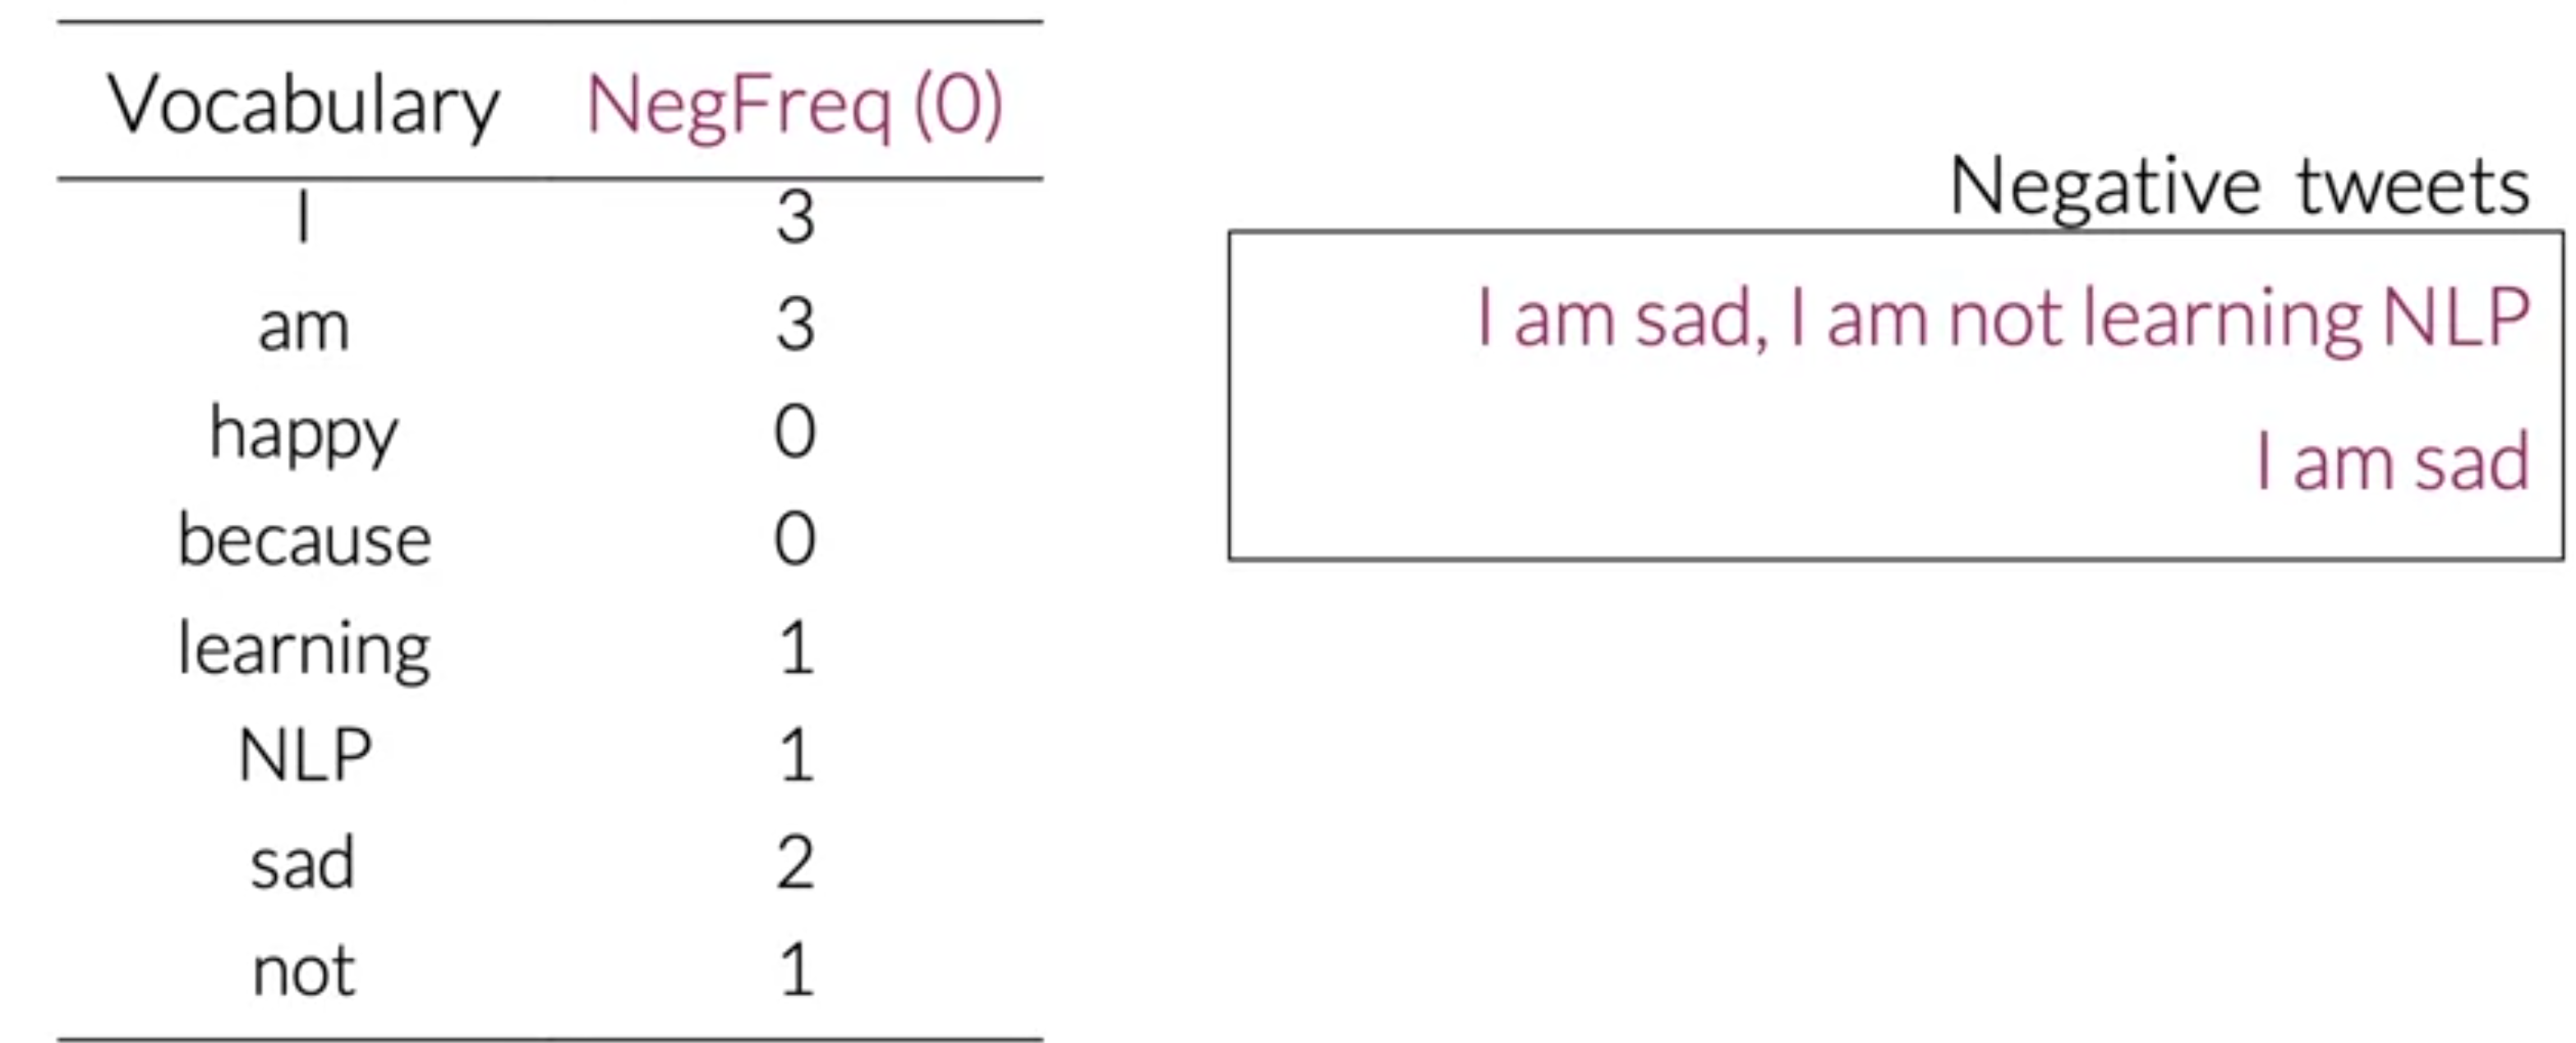 Vocabulary NegFreq (0)
I 3
am 3
happy 0
because 0
learning 1
NLP 1
sad 2
not 1
Negative tweets
I am sad, I am not learning NLP
I am sad